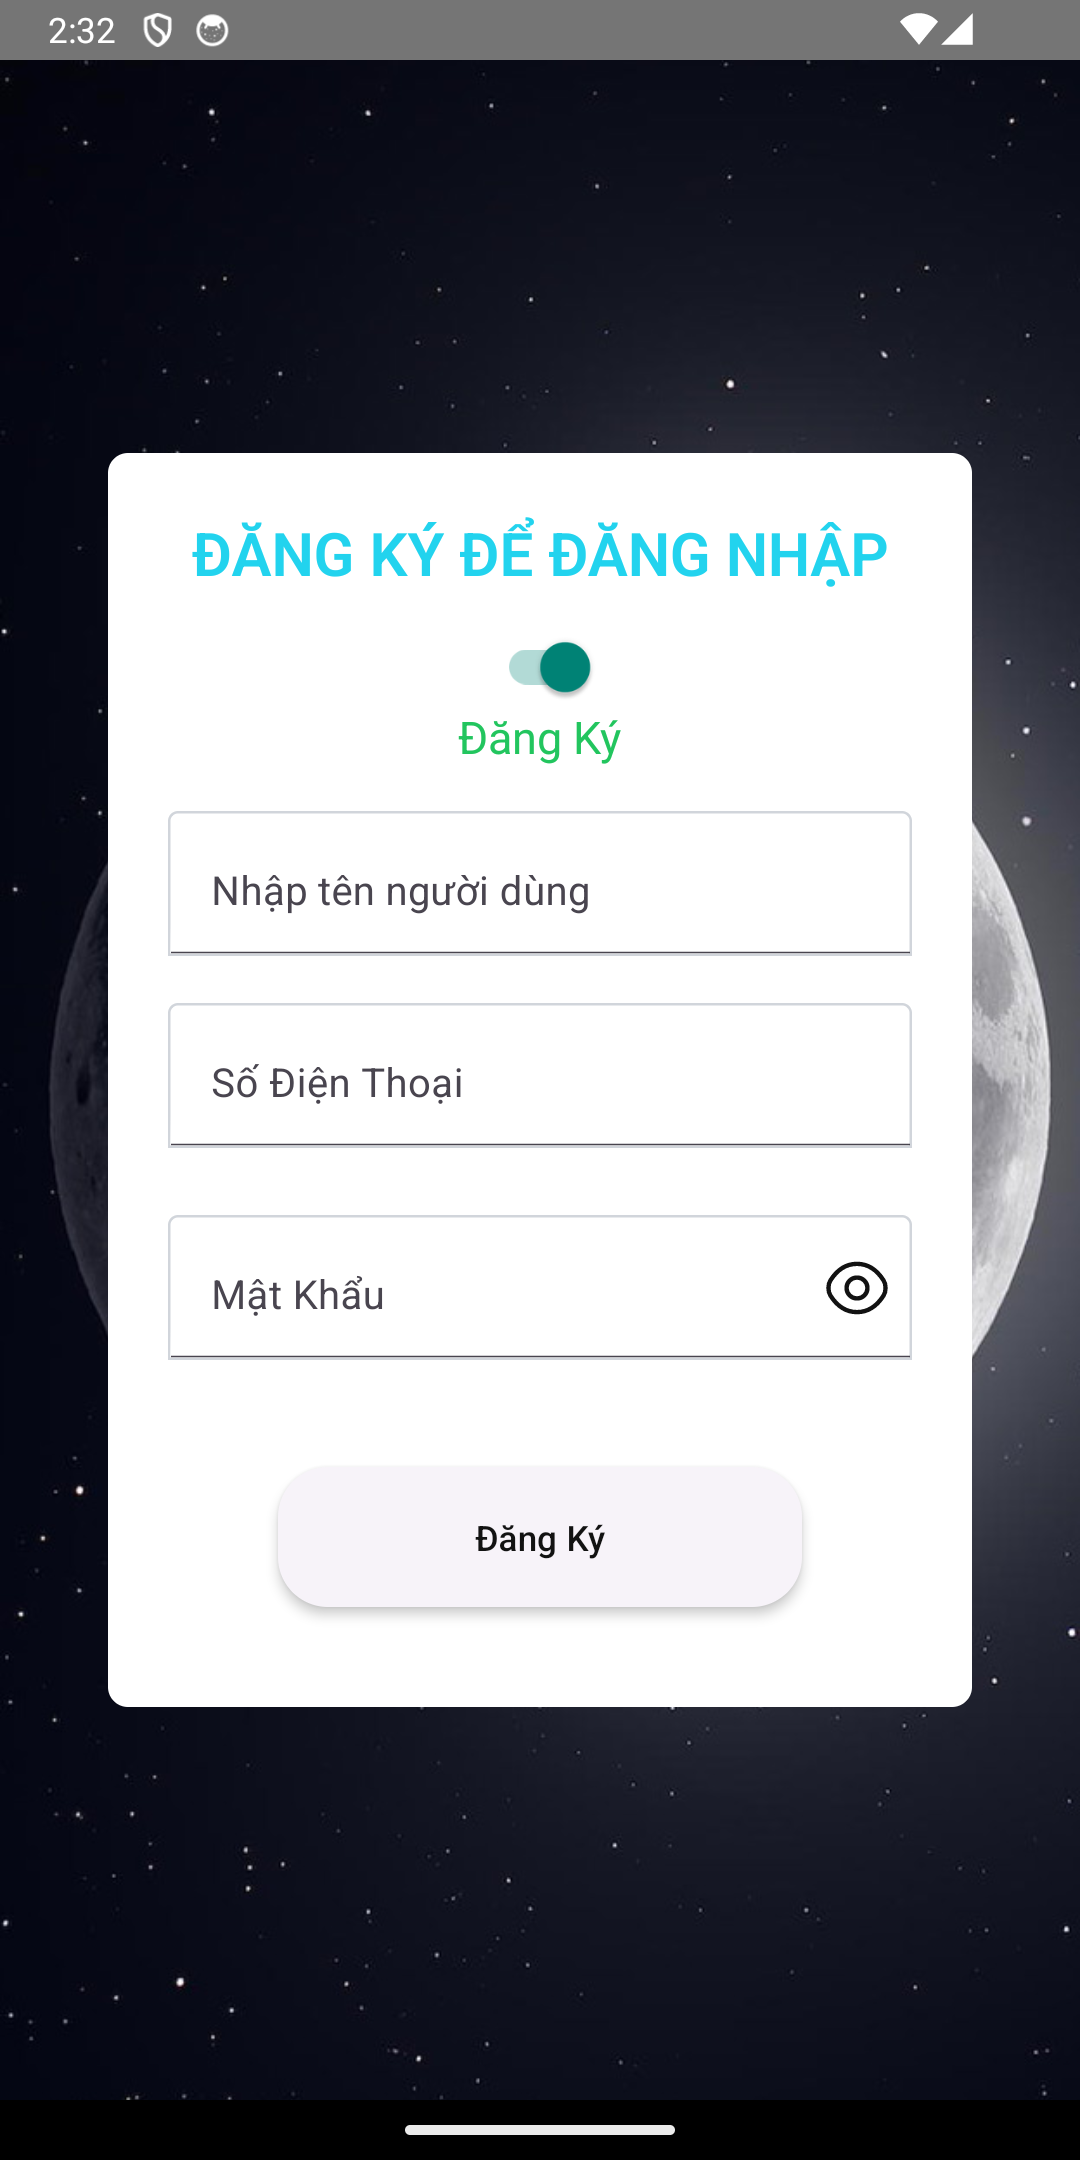 2:32
ĐĂNG KÝ ĐỂ ĐĂNG NHẬP
Đăng Ký
Nhập tên người dùng
Số Điện Thoại
Mật Khẩu
Đăng Ký